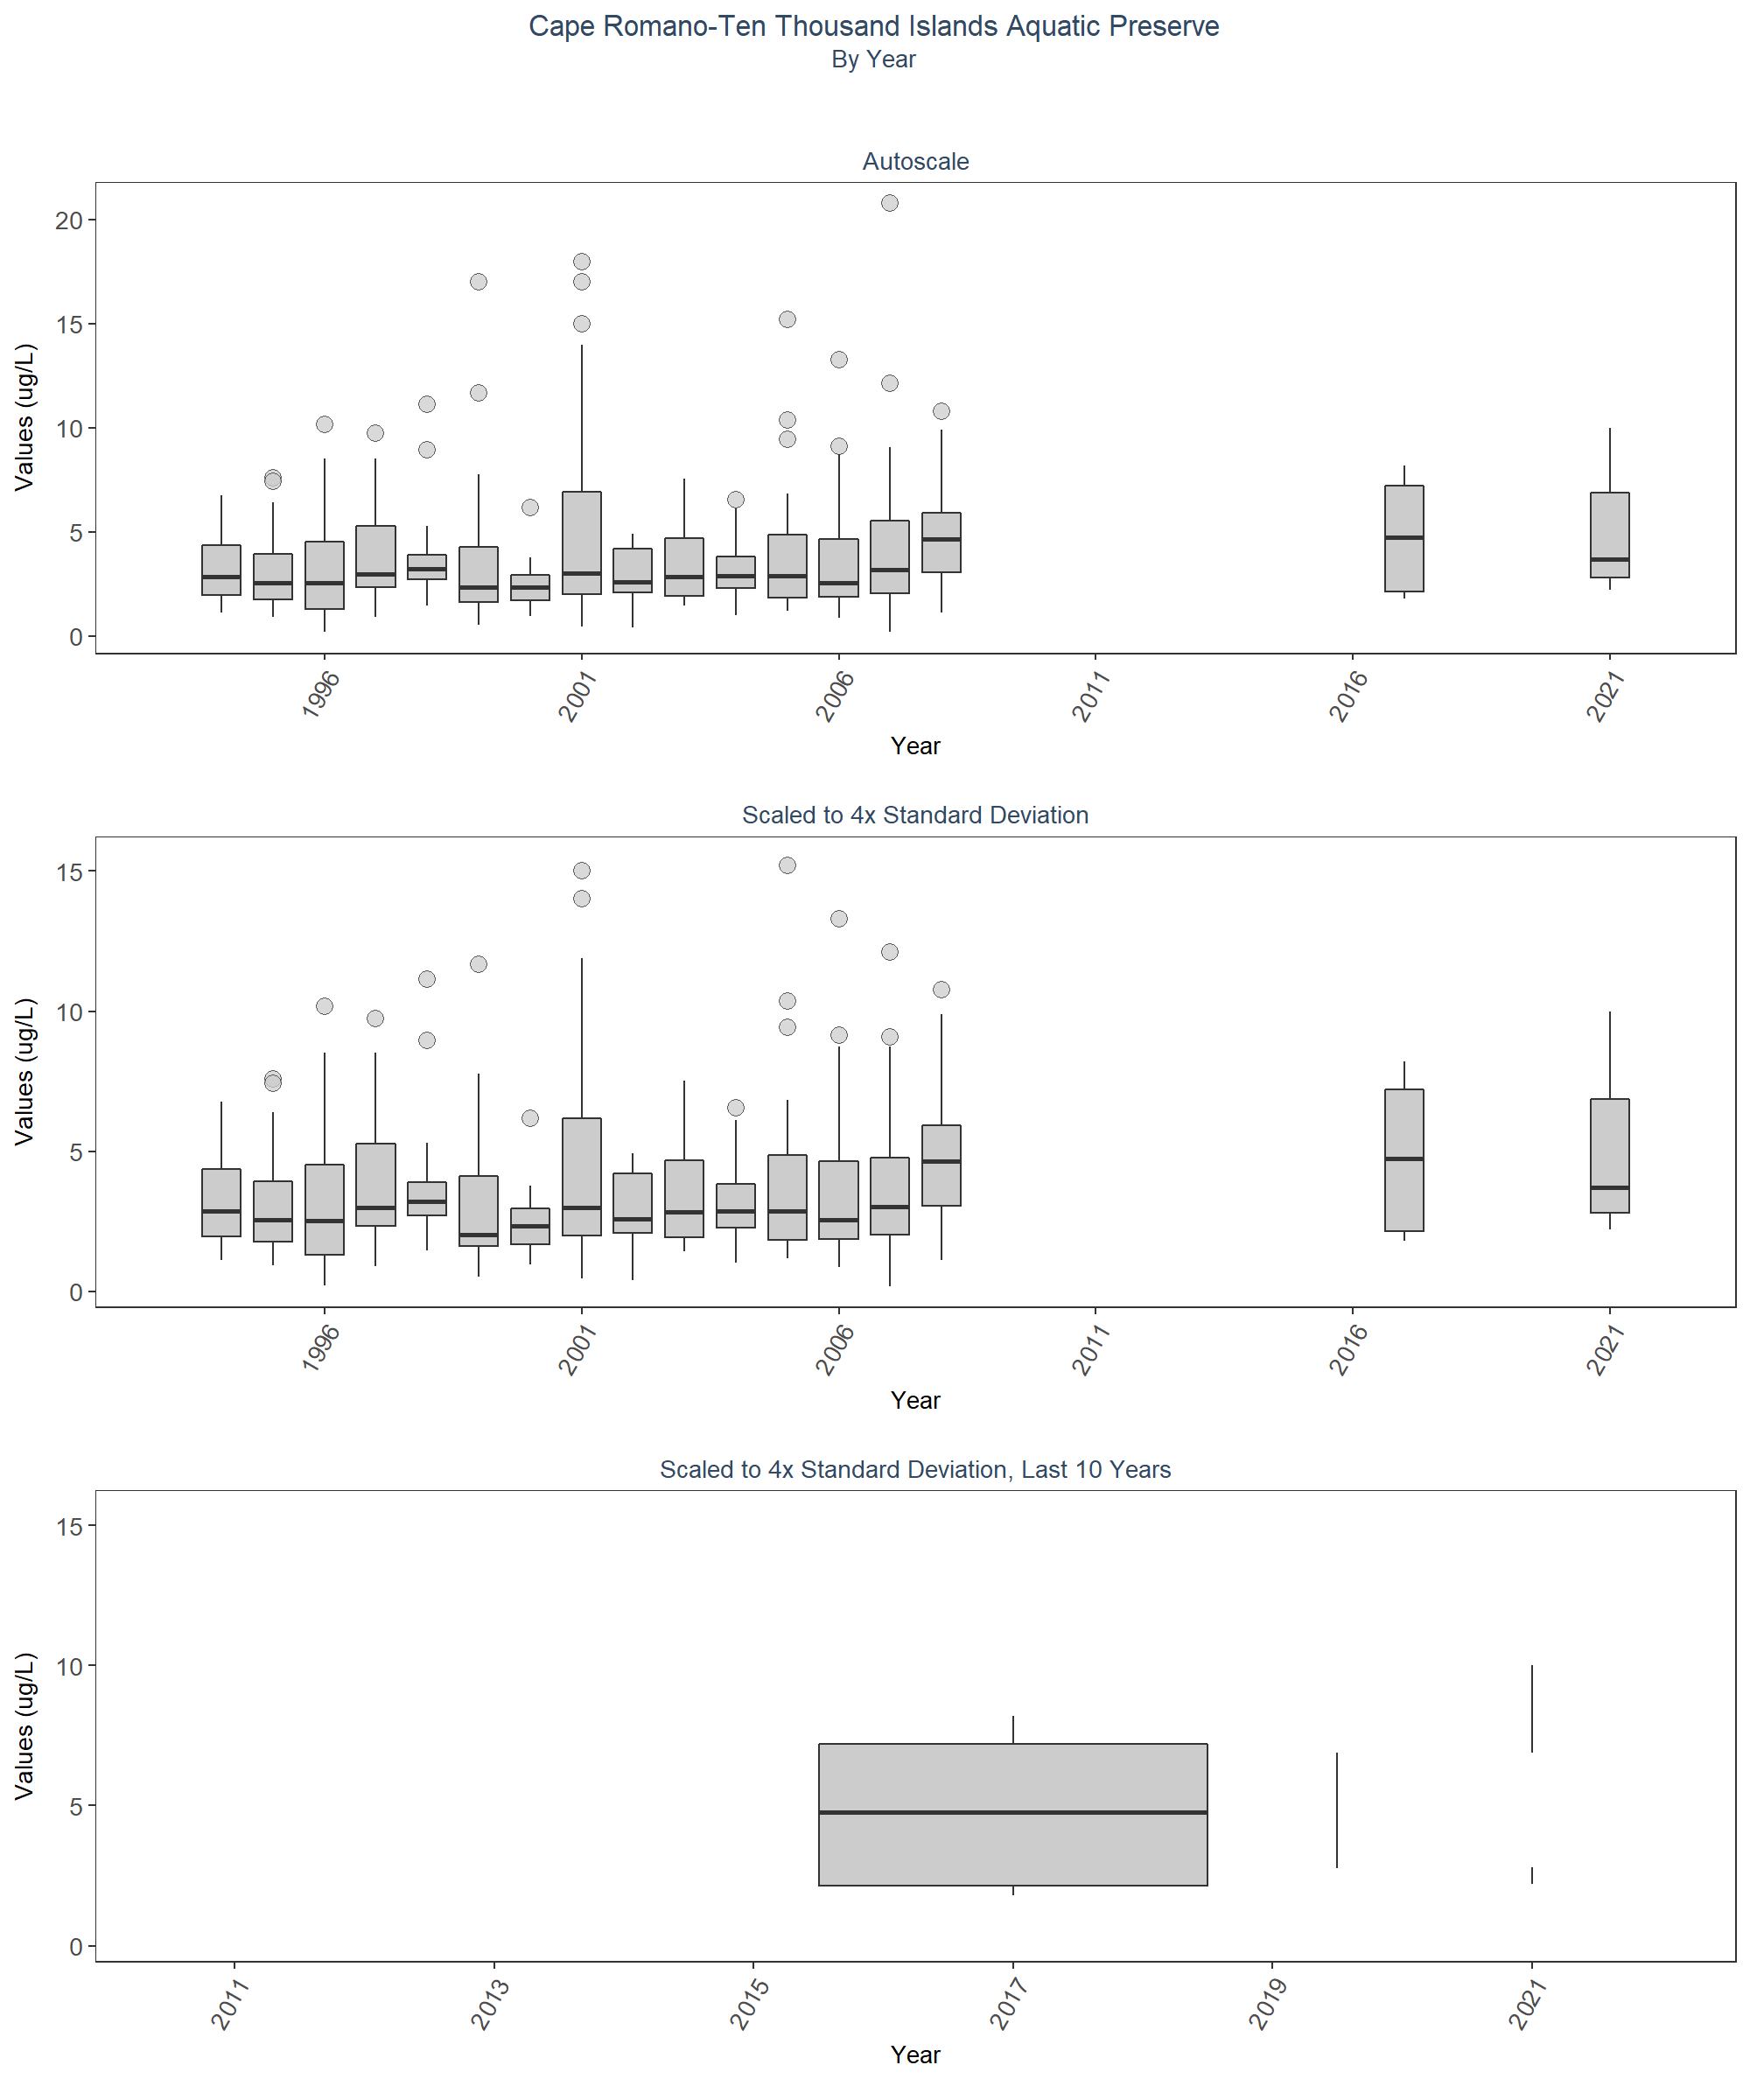 Cape Romano-Ten Thousand Islands Aquatic Preserve
By Year
Autoscale
Values (ug/L)
20
15
10
5
0
1996
2001
2006
2011
2016
2021
Year
Scaled to 4x Standard Deviation
Values (ug/L)
15
10
5
0
1996
2001
2006
2011
2016
2021
Year
Scaled to 4x Standard Deviation, Last 10 Years
Values (ug/L)
15
10
5
0
2011
2013
2015
2017
2019
2021
Year